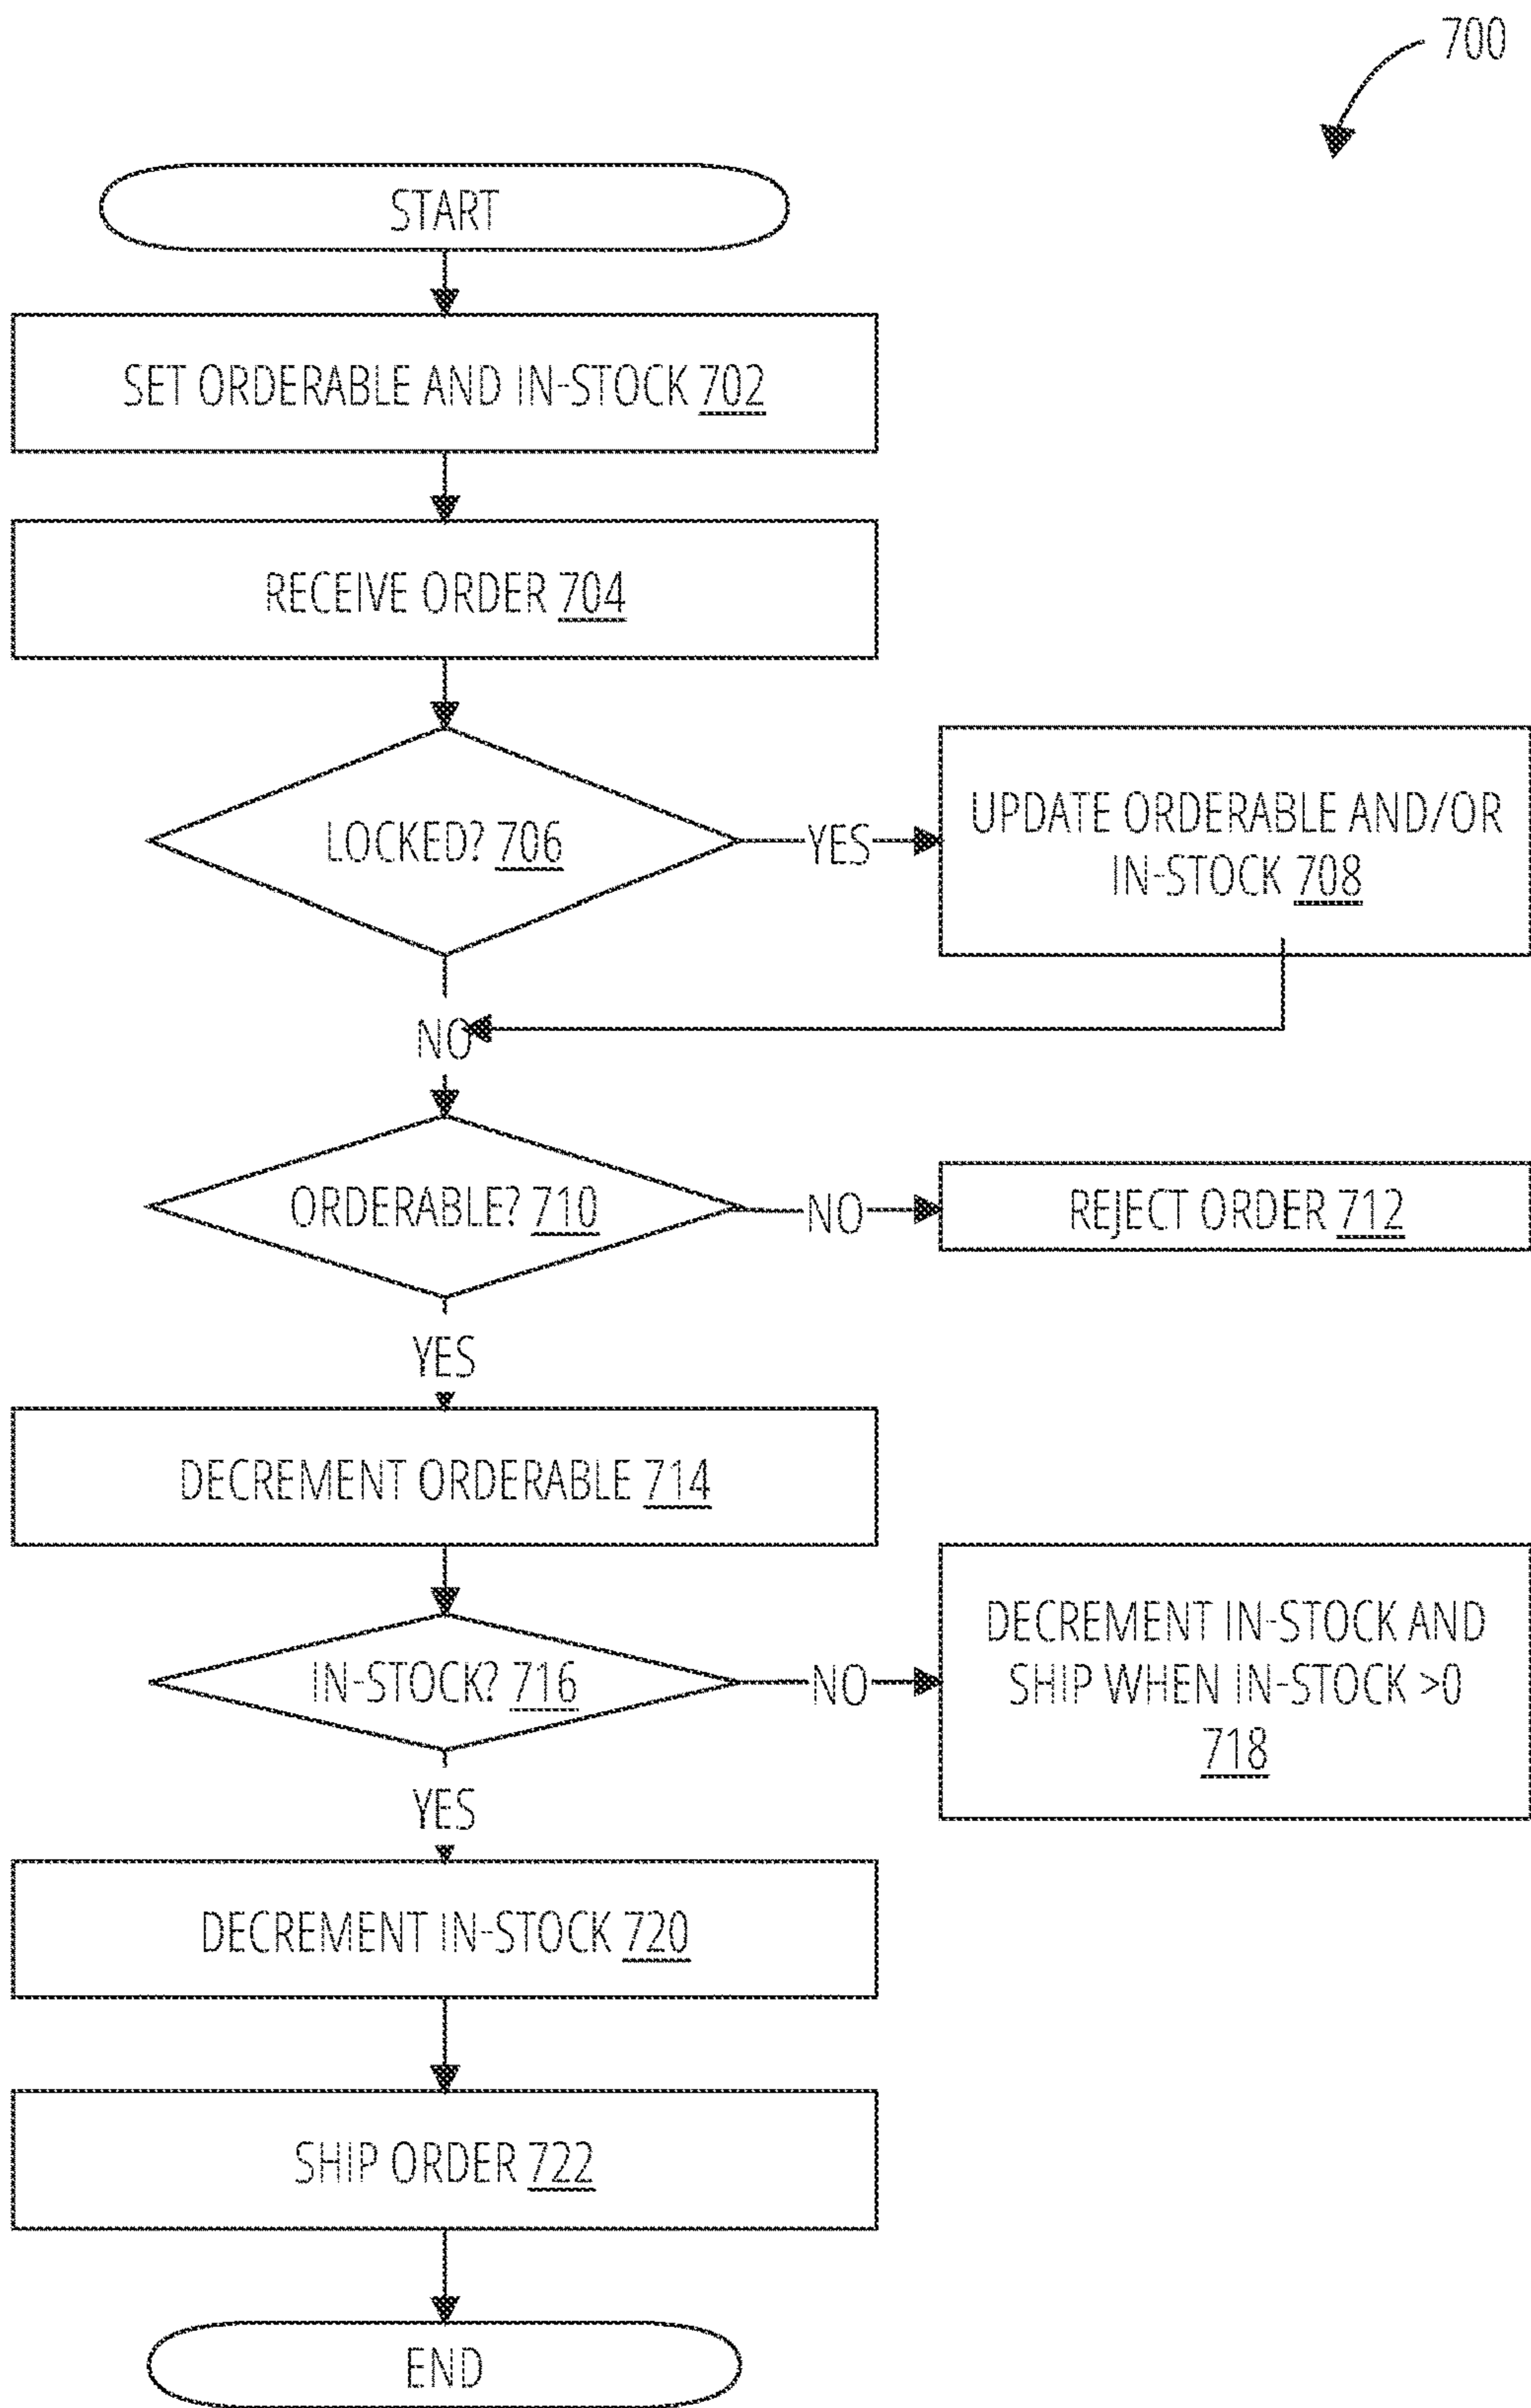 700
START
SET ORDERABLE AND IN-STOCK 702
RECEIVE ORDER 704
LOCKED? 706
YES
UPDATE ORDERABLE AND/OR
IN-STOCK 708
NO
ORDERABLE? 710
NO
REJECT ORDER 712
YES
DECREMENT ORDERABLE 714
IN-STOCK? 716
NO
DECREMENT IN-STOCK AND
SHIP WHEN IN-STOCK >0
718
YES
DECREMENT IN-STOCK 720
SHIP ORDER 722
END